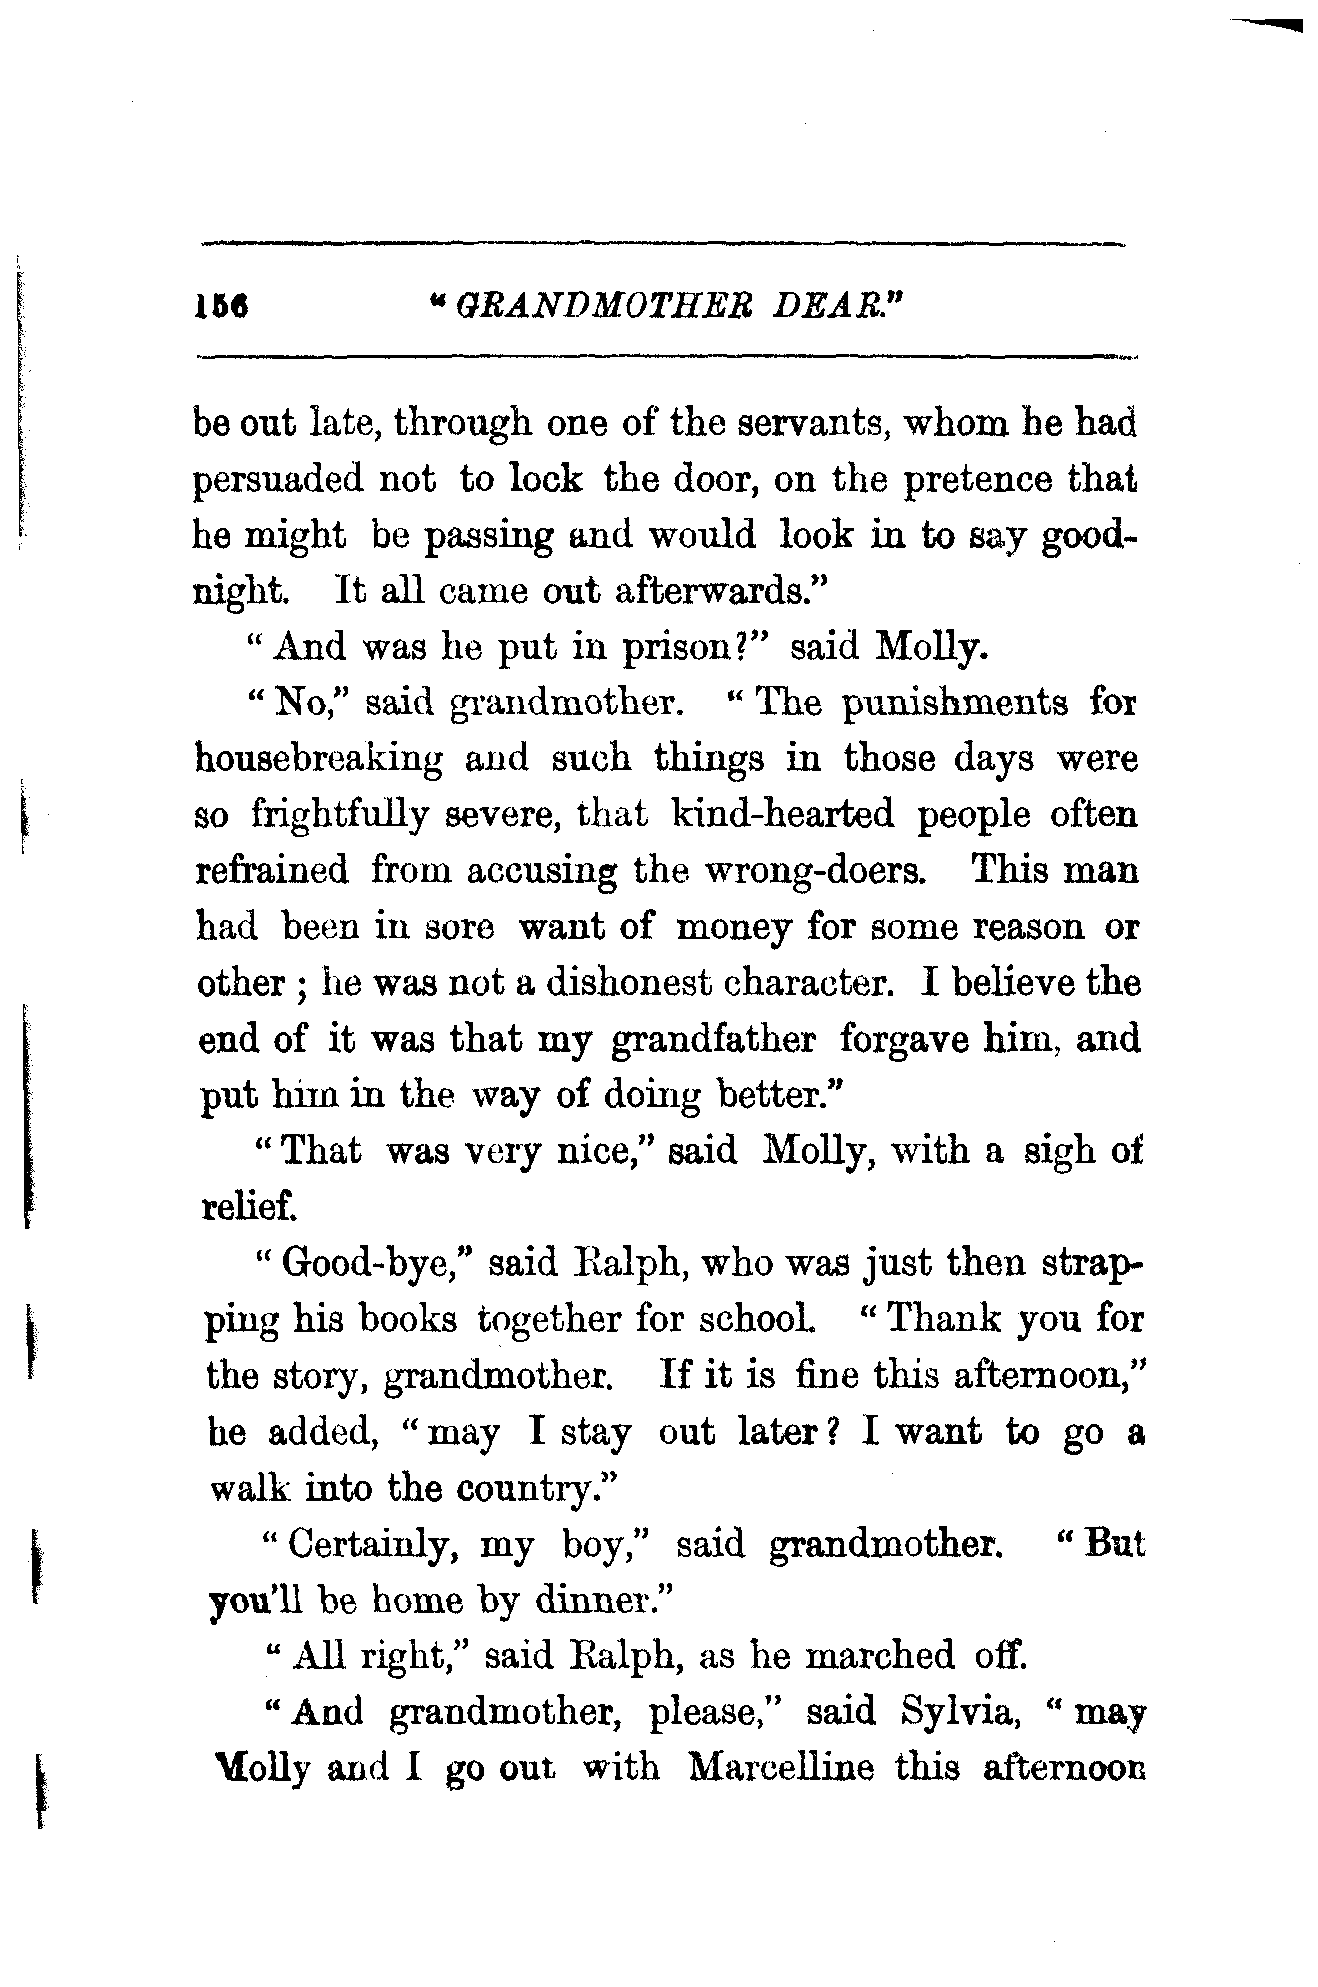 156 “ GRANDMOTHER DEAR.”
be out late, through one of the servants, whom he had
persuaded not to lock the door, on the pretence that
he might be passing and would look in to say good-
night. It all came out afterwards.”
“ And was he put in prison?” said Molly.
“ No,” said grandmother. “ The punishments for
housebreaking and such things in those days were
so frightfully severe, that kind-hearted people often
refrained from accusing the wrong-doers. This man
had been in sore want of money for some reason or
other ; he was not a dishonest character. I believe the
end of it was that my grandfather forgave him, and
put him in the way of doing better.”
“ That was very nice,” said Molly, with a sigh of
relief.
“ Good-bye,” said Ralph, who was just then strap-
ping his books together for school. “ Thank you for
the story, grandmother. If it is fine this afternoon,”
he added, “ may I stay out later ? I want to go a
walk into the country.”
“ Certainly, my boy,” said grandmother. “ But
you’ll be home by dinner.”
“ All right,” said Ralph, as he marched off.
“ And grandmother, please,” said Sylvia, “ may
Molly and I go out with Marcelline this afternoon